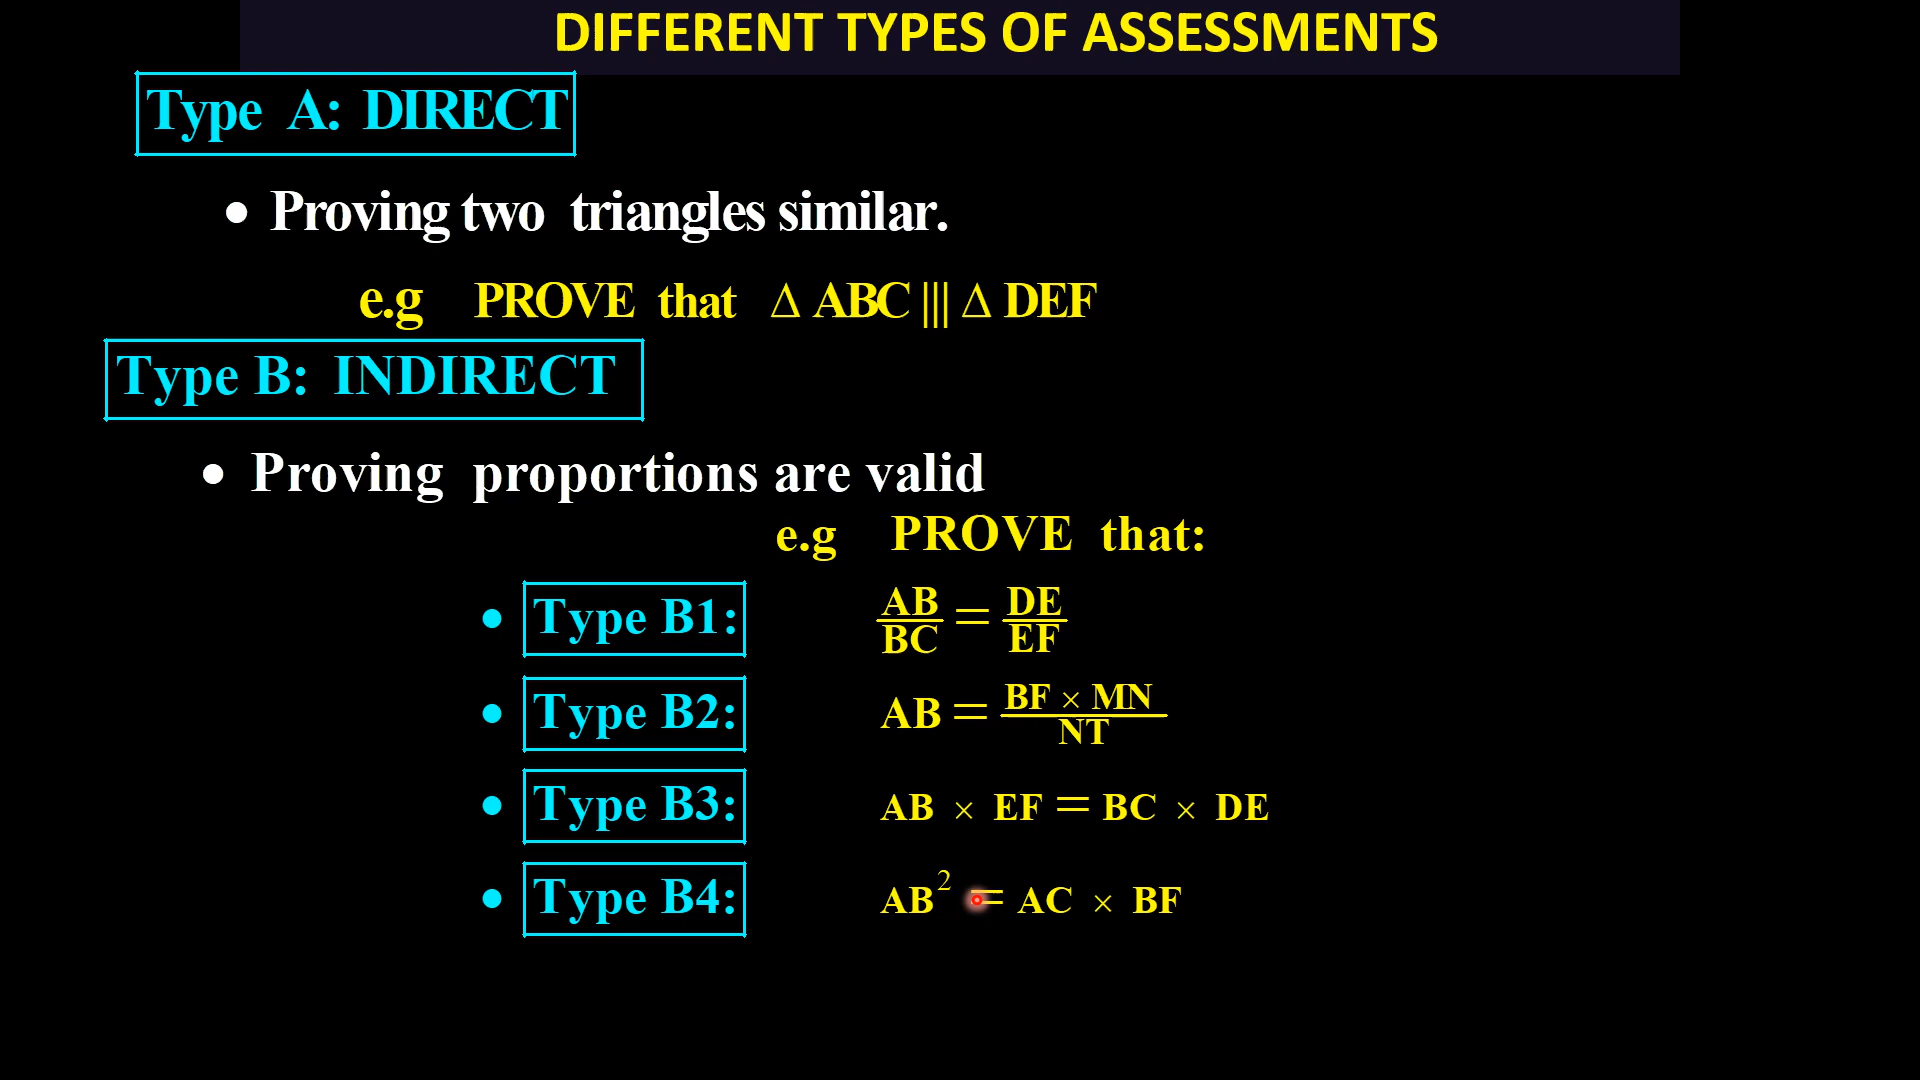 DIFFERENT TYPES OF ASSESSMENTS
Type A: DIRECT
• Proving two triangles similar.
e.g PROVE that Δ ABC ||| Δ DEF
Type B: INDIRECT
• Proving proportions are valid
e.g PROVE that:
• Type B1: AB/BC = DE/EF
• Type B2: AB = BF × MN/NT
• Type B3: AB × EF = BC × DE
• Type B4: AB² = AC × BF